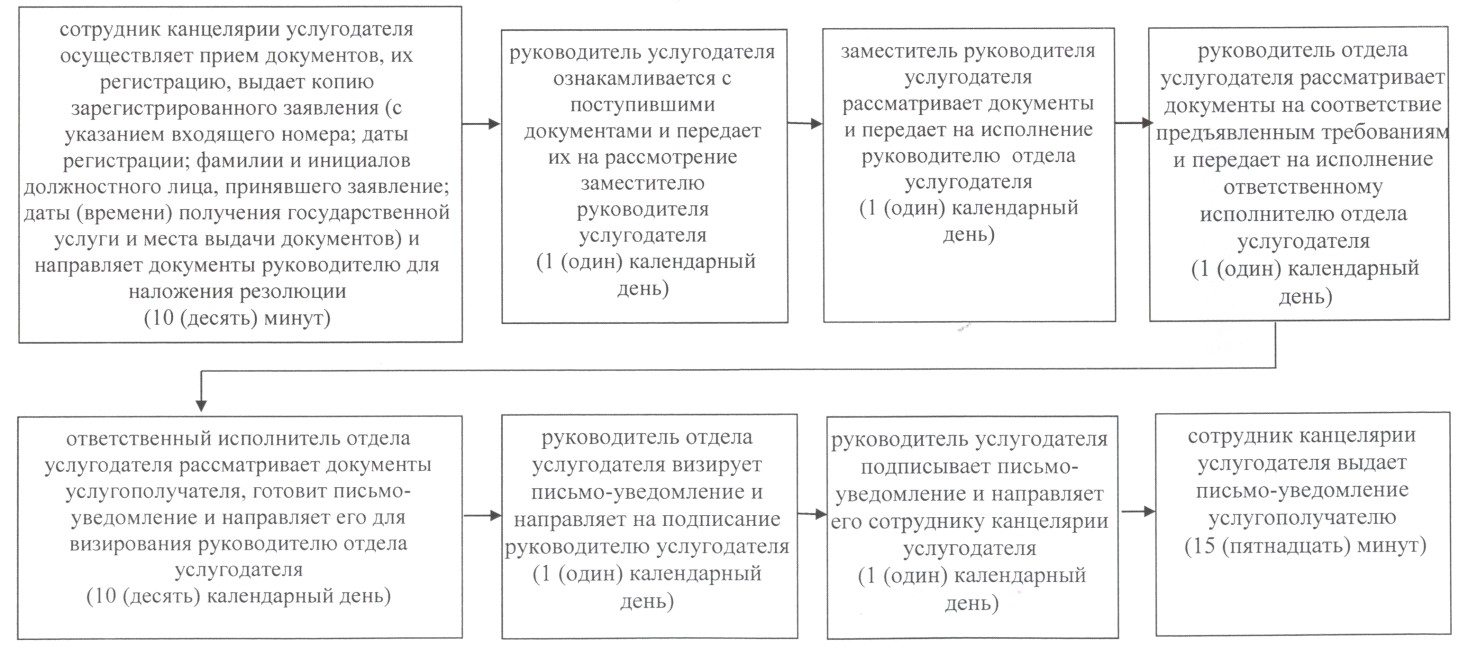 сотрудник канцелярии услугодателя
осуществляет прием документов, их
регистрацию, выдает копию
зарегистрированного заявления (с
указанием входящего номера; даты
регистрации; фамилии и инициалов
должностного лица, принявшего заявление;
даты (времени) получения государственной
услуги и места выдачи документов) и
направляет документы руководителю для
наложения резолюции
(10 (десять) минут)
руководитель услугодателя
ознакамливается с
поступившими
документами и передает
их на рассмотрение
заместителю
руководителя
услугодателя
(1 (один) календарный
день)
заместитель руководителя
услугодателя
рассматривает документы
и передает на исполнение
руководителю отдела
услугодателя
(1 (один) календарный
день)
руководитель отдела
услугодателя рассматривает
документы на соответствие
предъявленным требованиям
и передает на исполнение
ответственному
исполнителю отдела
услугодателя
(1 (один) календарный
день)
ответственный исполнитель отдела
услугодателя рассматривает документы
услугополучателя, готовит письмо-
уведомление и направляет его для
визирования руководителю отдела
услугодателя
(10 (десять) календарный день)
руководитель отдела
услугодателя визирует
письмо-уведомление и
направляет на подписание
руководителю услугодателя
(1 (один) календарный
день)
руководитель услугодателя
подписывает письмо-
уведомление и направляет
его сотруднику канцелярии
услугодателя
(1 (один) календарный
день)
сотрудник канцелярии
услугодателя выдает
письмо-уведомление
услугополучателю
(15 (пятнадцать) минут)